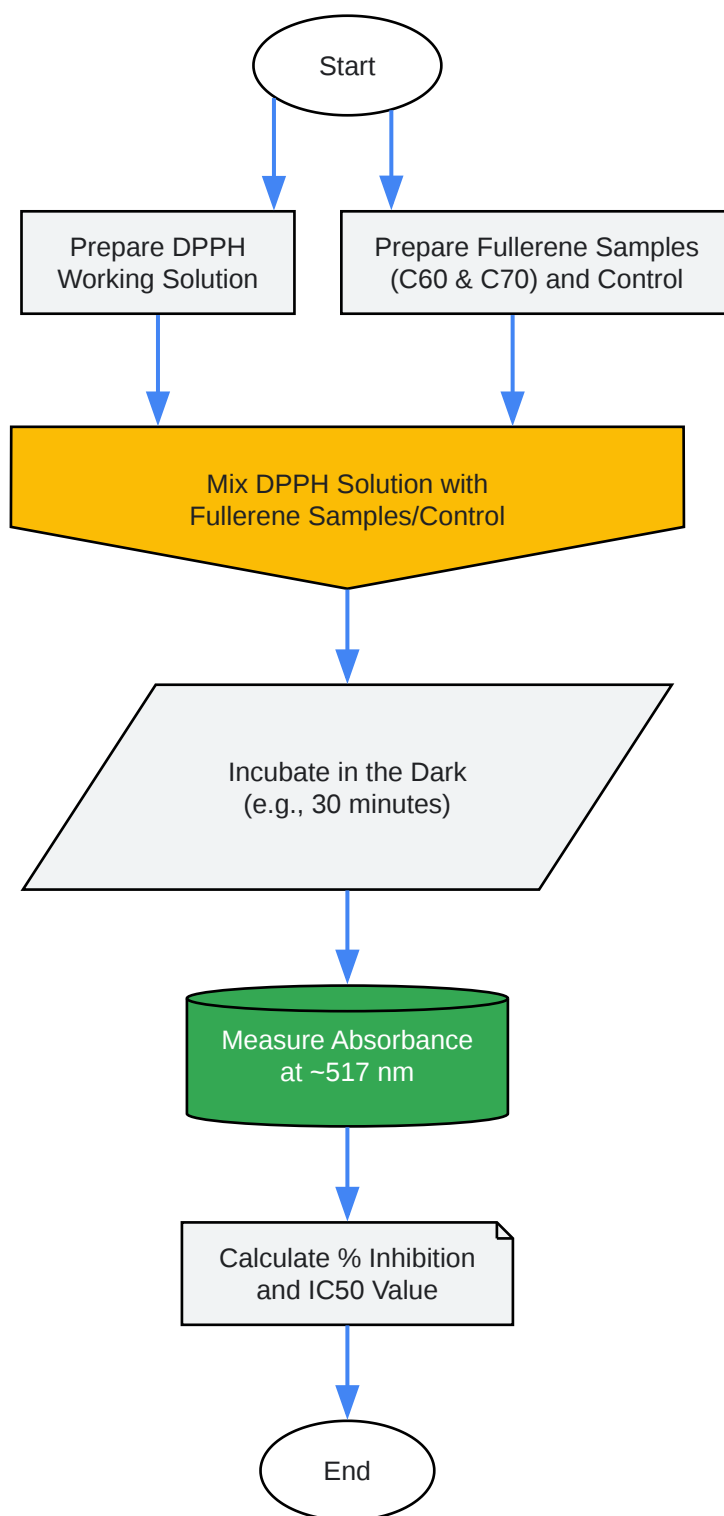 Start
Prepare DPPH
Working Solution
Prepare Fullerene Samples
(C60 & C70) and Control
Mix DPPH Solution with
Fullerene Samples/Control
Incubate in the Dark
(e.g., 30 minutes)
Measure Absorbance
at ~517 nm
Calculate % Inhibition
and IC50 Value
End